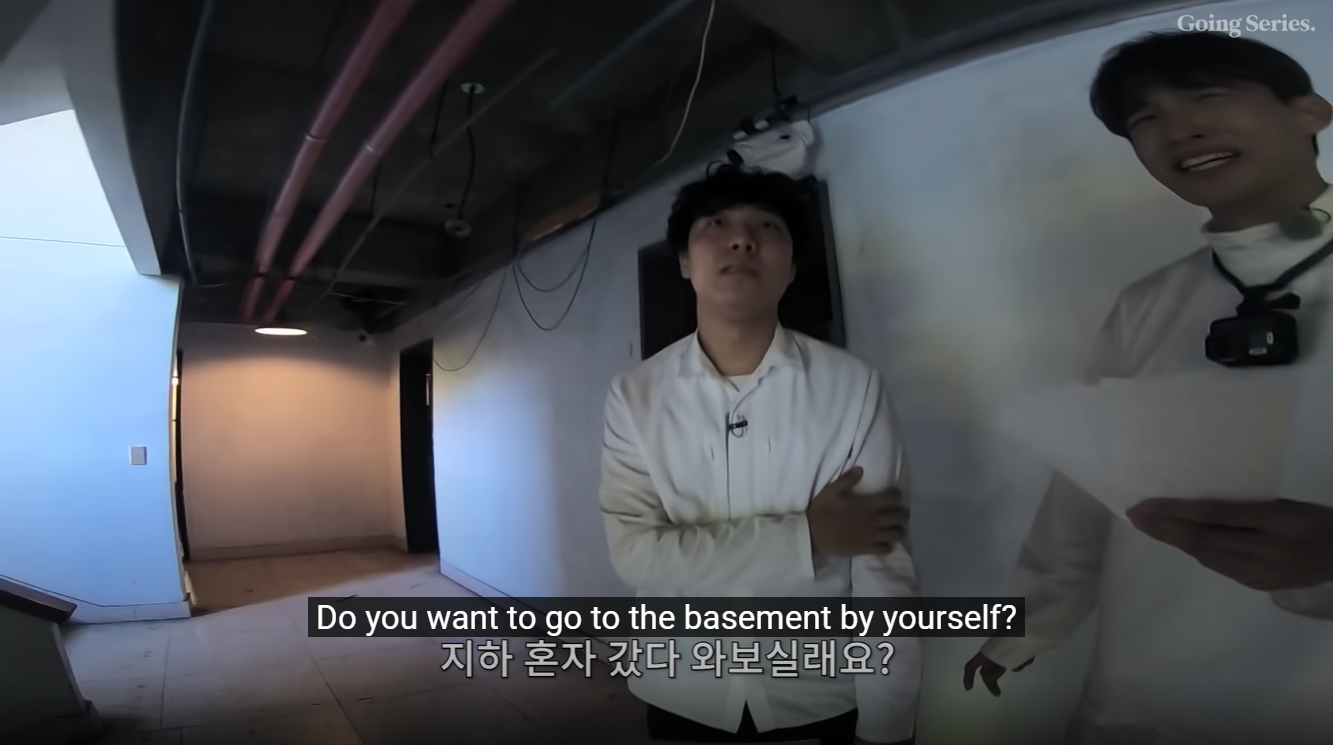 Going Series.
Do you want to go to the basement by yourself?
지하 혼자 갔다 와보실래요?